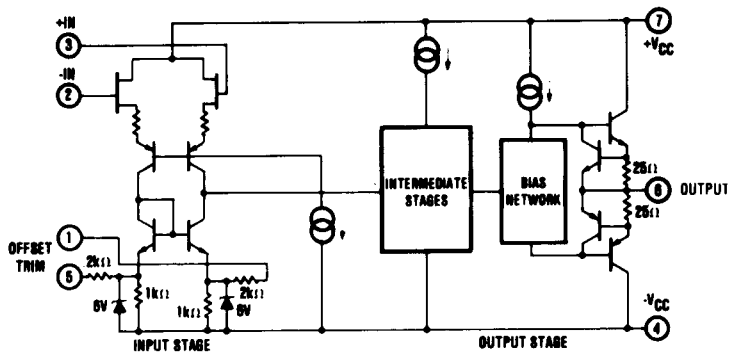 +IN
3
-IN
2
7
+VCC
INTERMEDIATE
STAGES
BIAS
NETWORK
25Ω
6 OUTPUT
25Ω
1
OFFSET
TRIM
5
2kΩ
6V
1kΩ
1kΩ
2kΩ
6V
-VCC
4
INPUT STAGE
OUTPUT STAGE